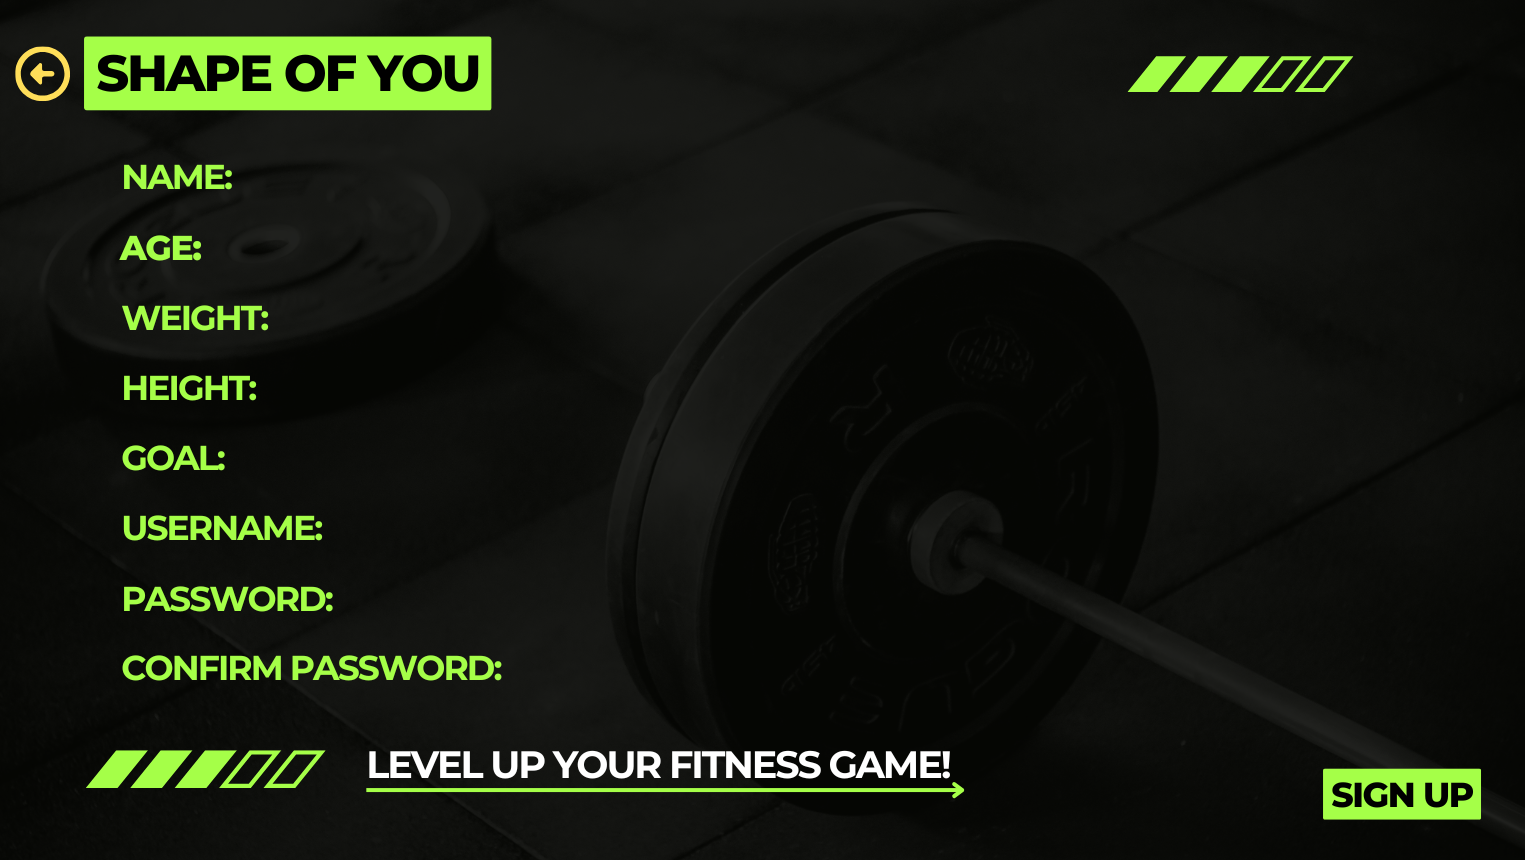 SHAPE OF YOU
NAME:
AGE:
WEIGHT:
HEIGHT:
GOAL:
USERNAME:
PASSWORD:
CONFIRM PASSWORD:
LEVEL UP YOUR FITNESS GAME!
SIGN UP